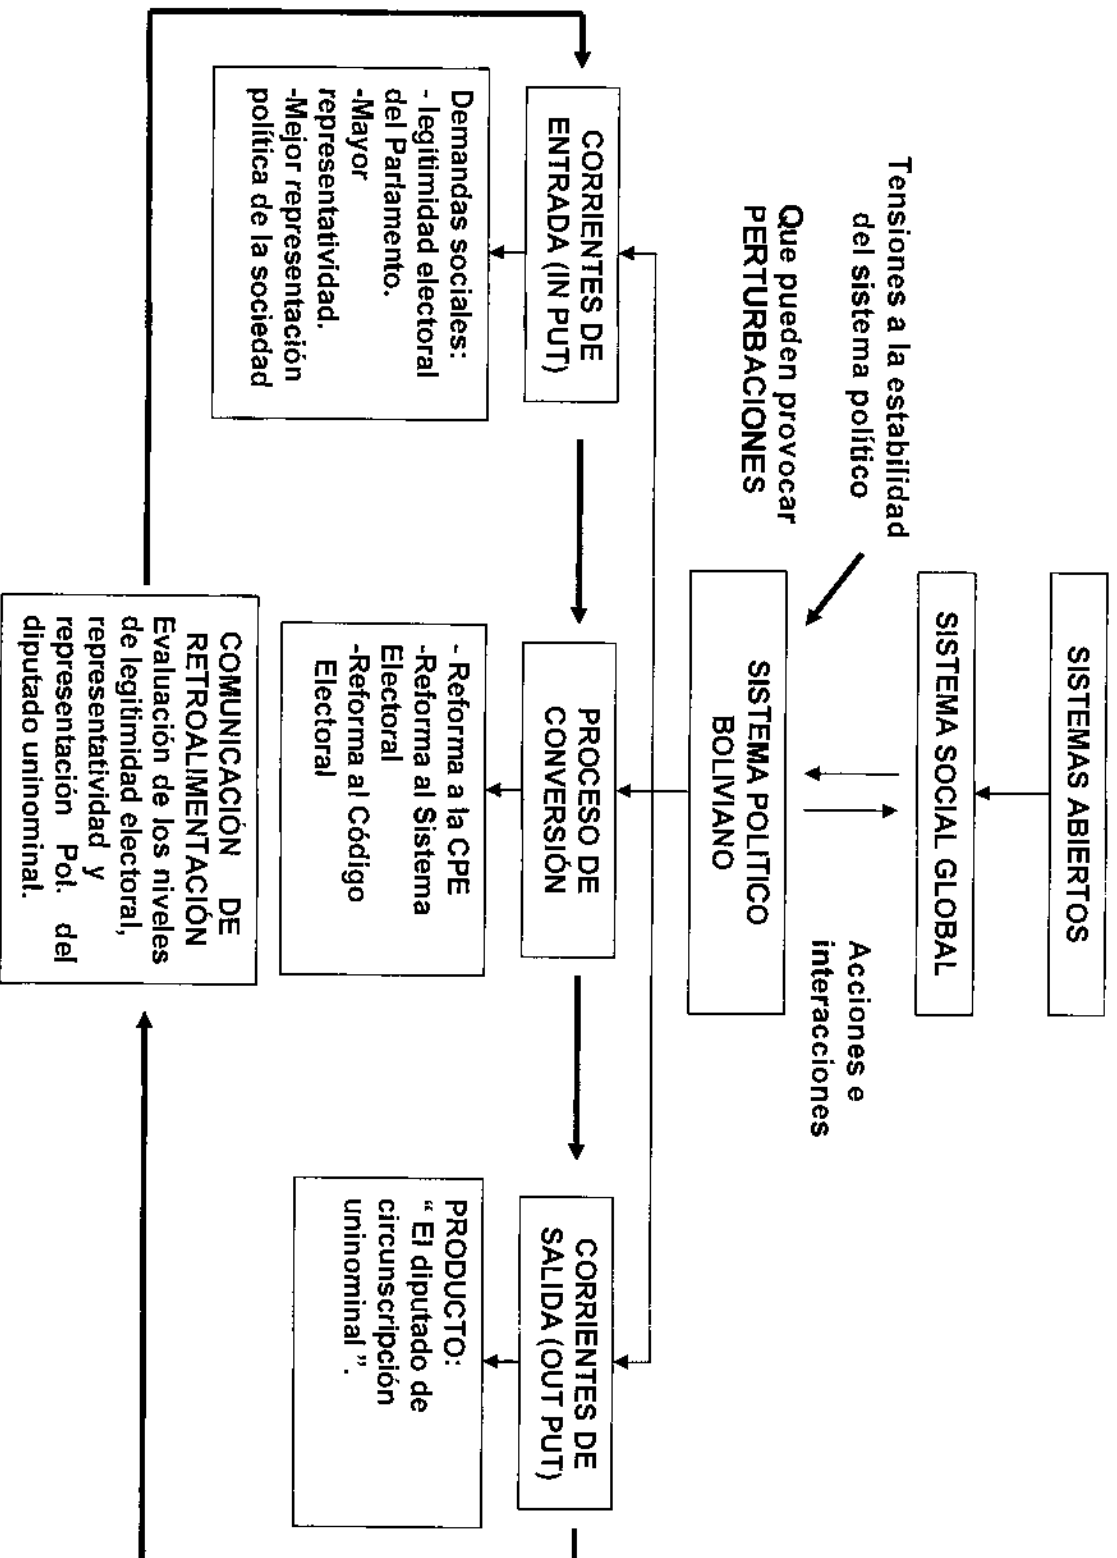 SISTEMAS ABIERTOS
SISTEMA SOCIAL GLOBAL
Tensiones a la estabilidad
del sistema político
Que pueden provocar
PERTURBACIONES
Acciones e
interacciones
SISTEMA POLITICO
BOLIVIANO
CORRIENTES DE
ENTRADA (IN PUT)
PROCESO DE
CONVERSIÓN
CORRIENTES DE
SALIDA (OUT PUT)
Demandas sociales:
- legitimidad electoral
del Parlamento.
-Mayor
representatividad.
-Mejor representación
política de la sociedad
- Reforma a la CPE
-Reforma al Sistema
Electoral
-Reforma al Código
Electoral
PRODUCTO:
“ El diputado de
circunscripción
uninominal ”.
COMUNICACIÓN DE
RETROALIMENTACIÓN
Evaluación de los niveles
de legitimidad electoral,
representatividad y
representación Pol. del
diputado uninominal.